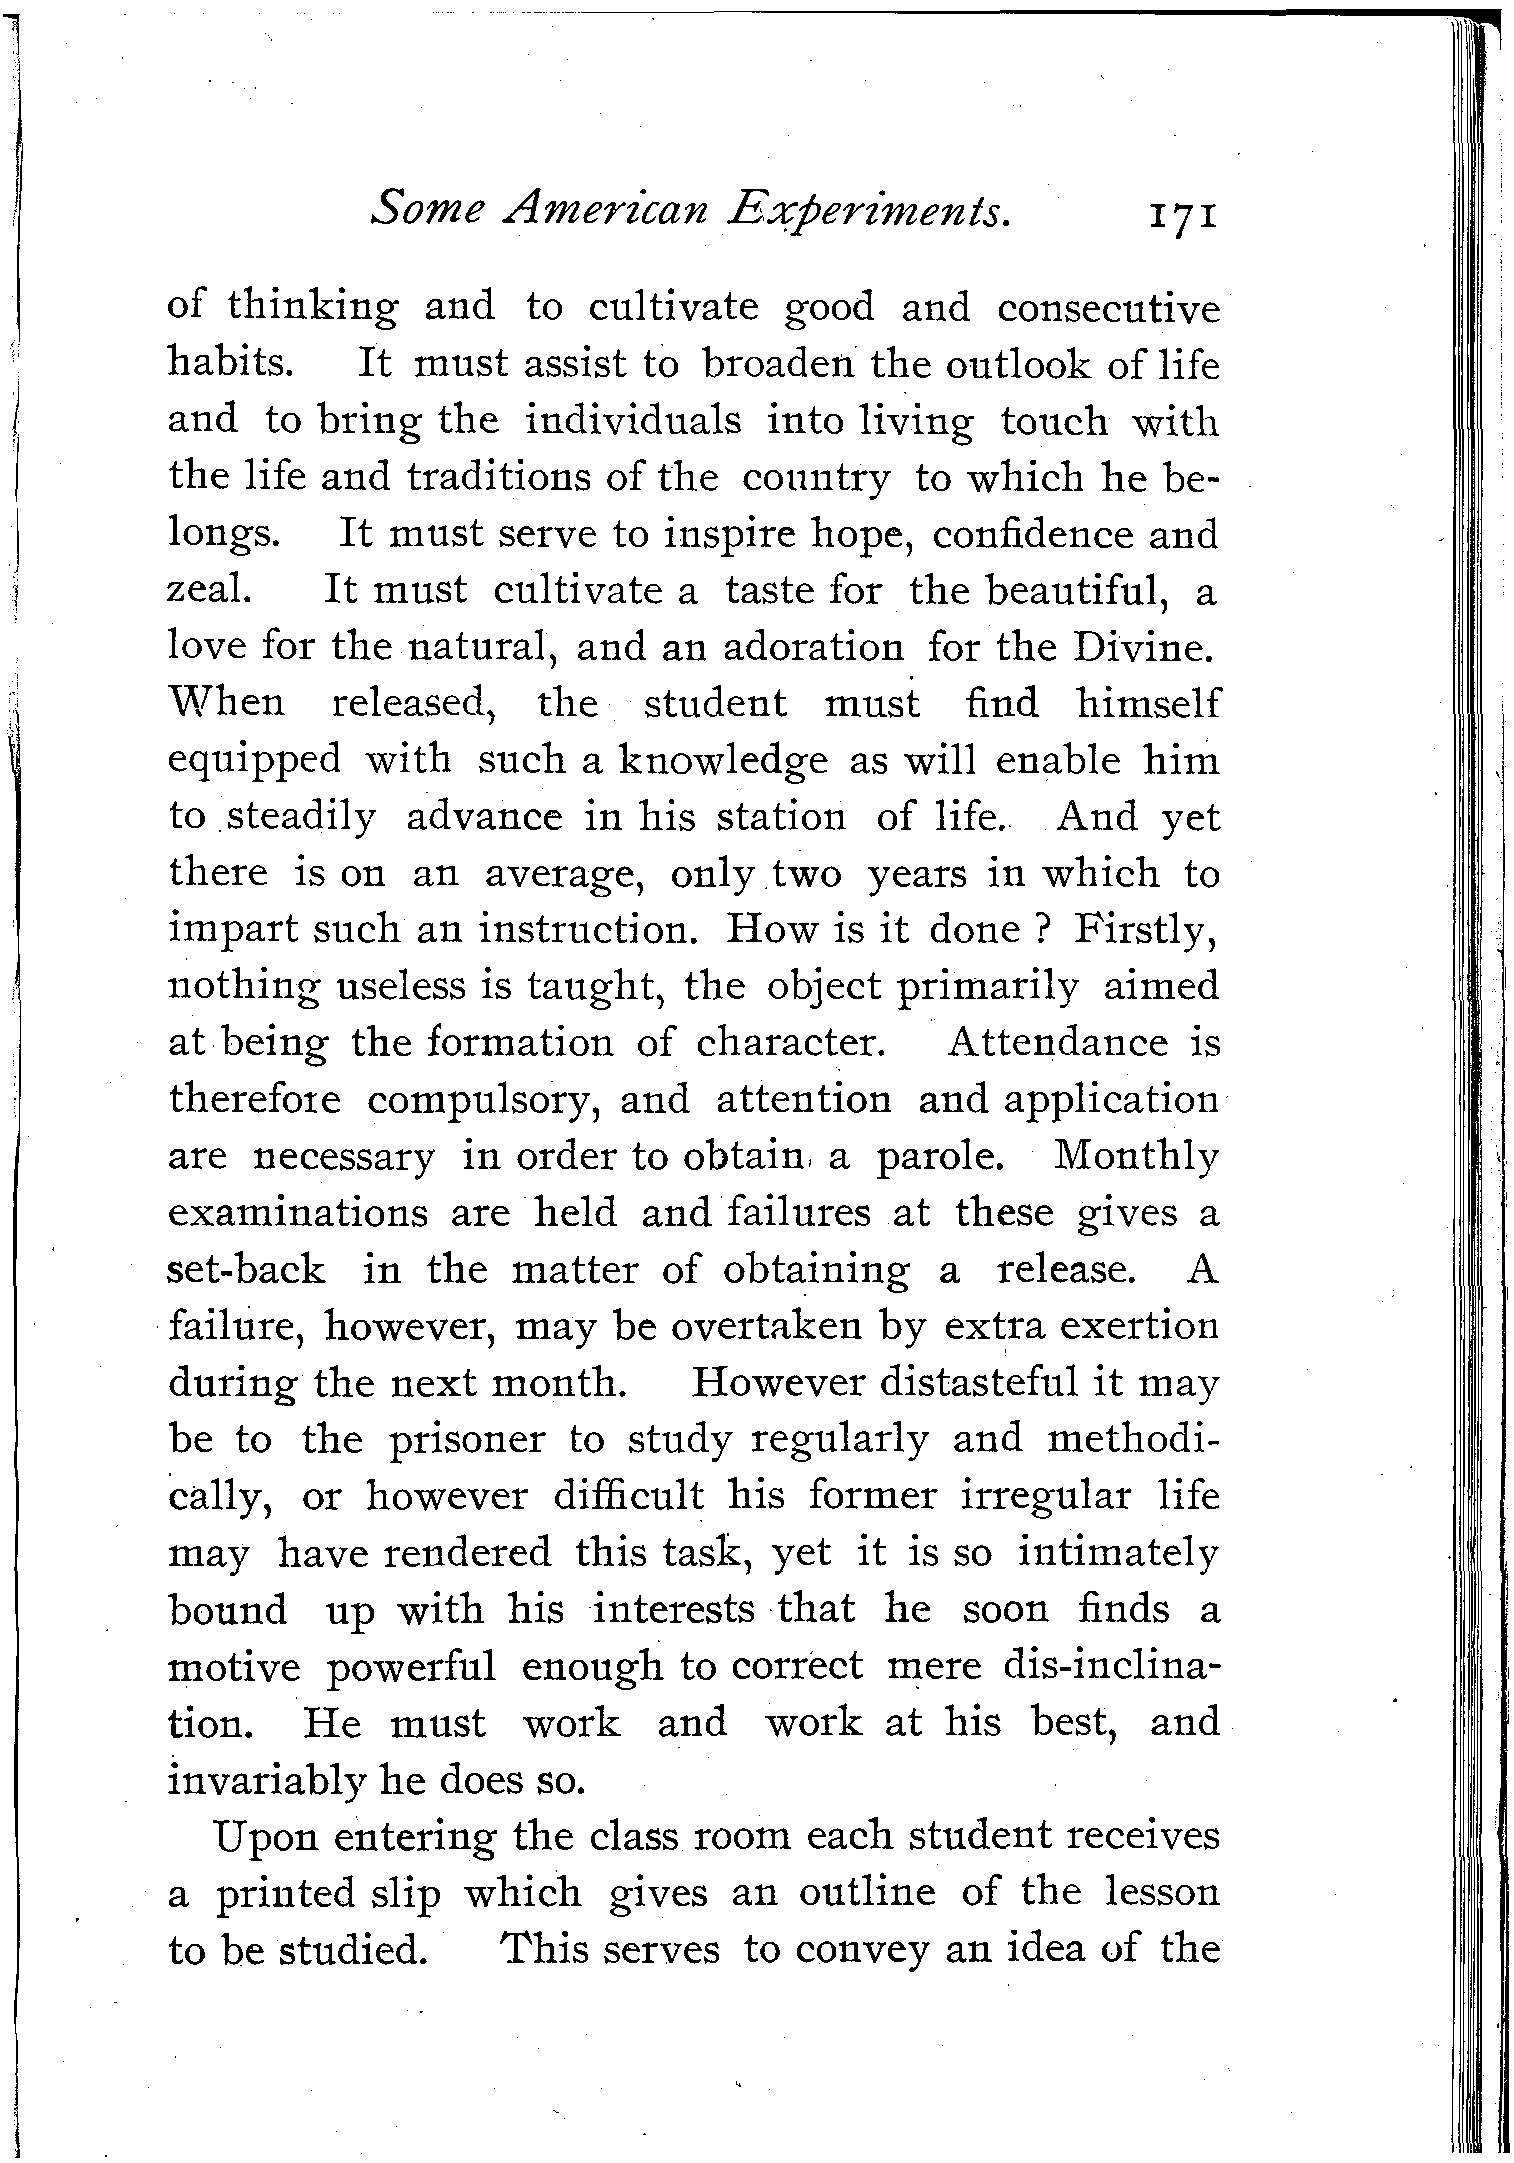 Some American Experiments. 171
of thinking and to cultivate good and consecutive
habits. It must assist to broaden the outlook of life
and to bring the individuals into living touch with
the life and traditions of the country to which he be-
longs. It must serve to inspire hope, confidence and
zeal. It must cultivate a taste for the beautiful, a
love for the natural, and an adoration for the Divine.
When released, the student must find himself
equipped with such a knowledge as will enable him
to steadily advance in his station of life. And yet
there is on an average, only two years in which to
impart such an instruction. How is it done ? Firstly,
nothing useless is taught, the object primarily aimed
at being the formation of character. Attendance is
therefore compulsory, and attention and application
are necessary in order to obtain a parole. Monthly
examinations are held and failures at these gives a
set-back in the matter of obtaining a release. A
failure, however, may be overtaken by extra exertion
during the next month. However distasteful it may
be to the prisoner to study regularly and methodi-
cally, or however difficult his former irregular life
may have rendered this task, yet it is so intimately
bound up with his interests that he soon finds a
motive powerful enough to correct mere dis-inclina-
tion. He must work and work at his best, and
invariably he does so.
Upon entering the class room each student receives
a printed slip which gives an outline of the lesson
to be studied. This serves to convey an idea of the